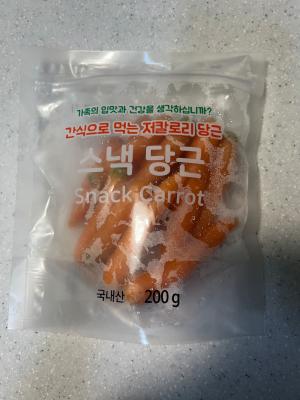 가족의 입맛과 건강을 생각하십니까?
간식으로 먹는 저칼로리 당근
스낵 당근
Snack Carrot
국내산 200 g